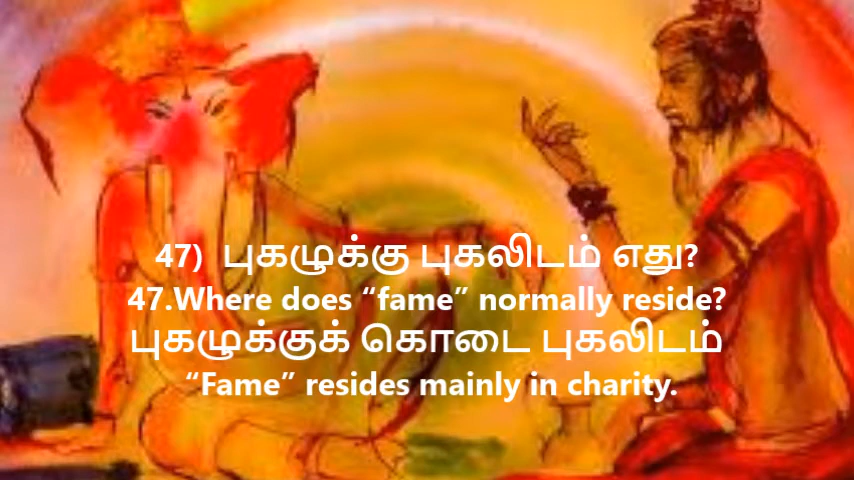 47) புகழுக்கு புகலிடம் எது?
47.Where does “fame” normally reside?
புகழுக்குக் கொடை புகலிடம்
“Fame” resides mainly in charity.